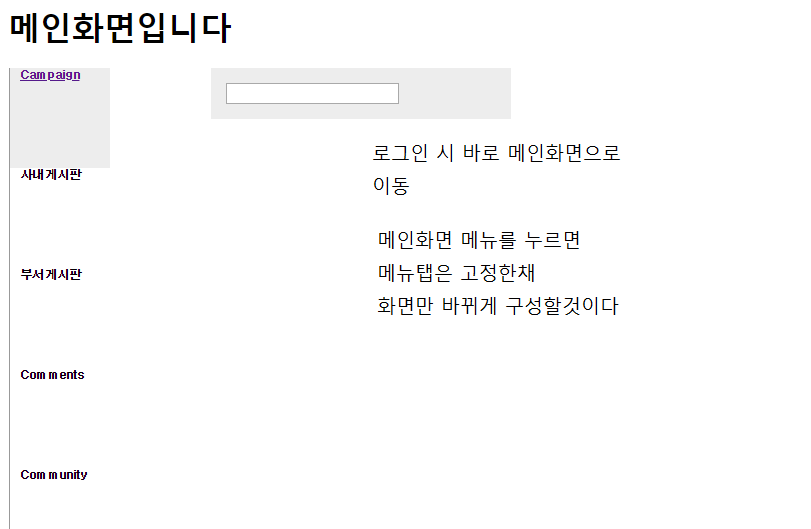 메인화면입니다
Campaign
로그인 시 바로 메인화면으로
이동
사내게시판
메인화면 메뉴를 누르면
메뉴탭은 고정한채
화면만 바뀌게 구성할것이다
부서게시판
Comments
Community